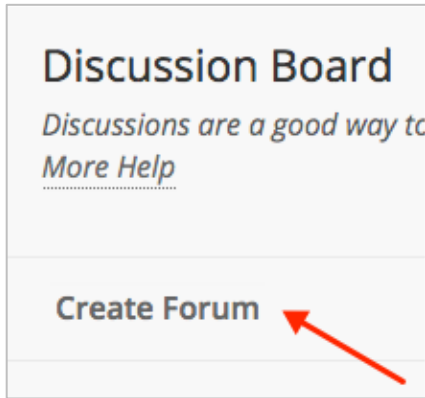 Discussion Board
Discussions are a good way to
More Help
Create Forum